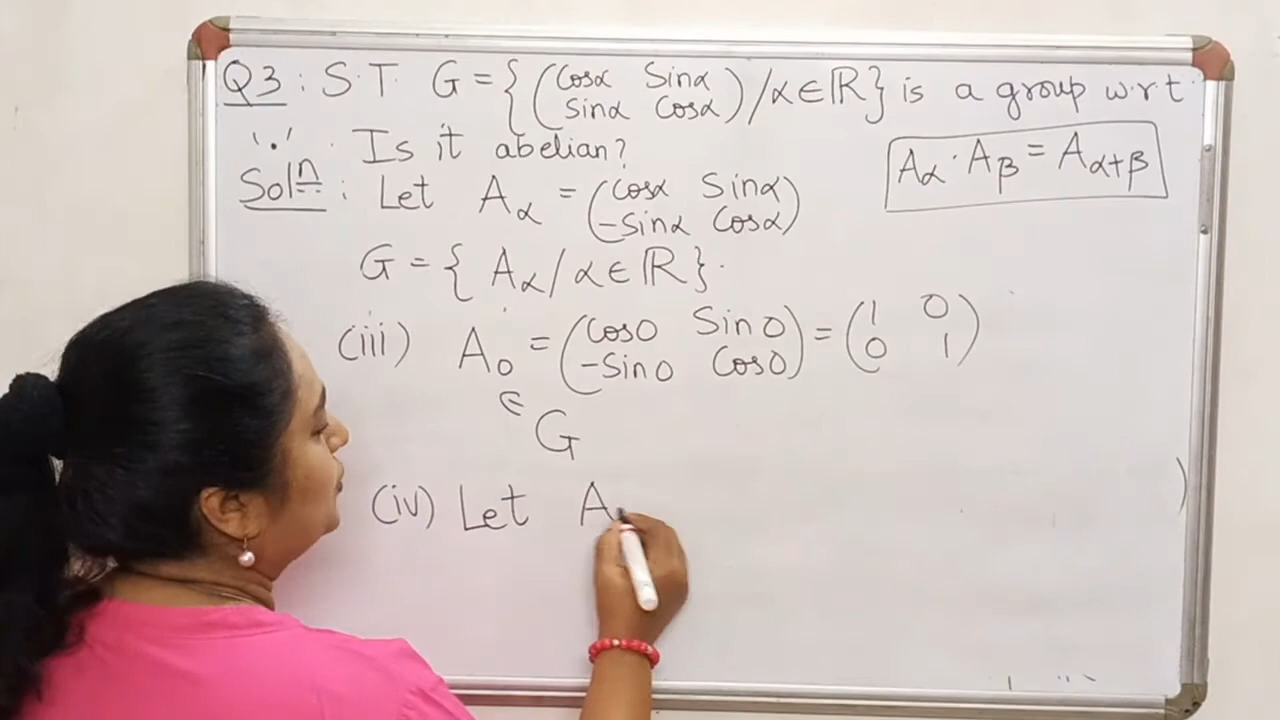 Q3 : S.T. G = { ( Cosα Sinα ) / α ∈ ℝ } is a group w.r.t
( Sinα Cosα )
'.' . Is it abelian?
Aα · Aβ = Aα+β
Solⁿ : Let Aα = ( Cosα Sinα )
( -Sinα Cosα )
G = { Aα / α ∈ ℝ }.
(iii) A₀ = ( Cos0 Sin0 ) = ( 1 0 )
( -Sin0 Cos0 ) ( 0 1 )
∈ G
(iv) Let A